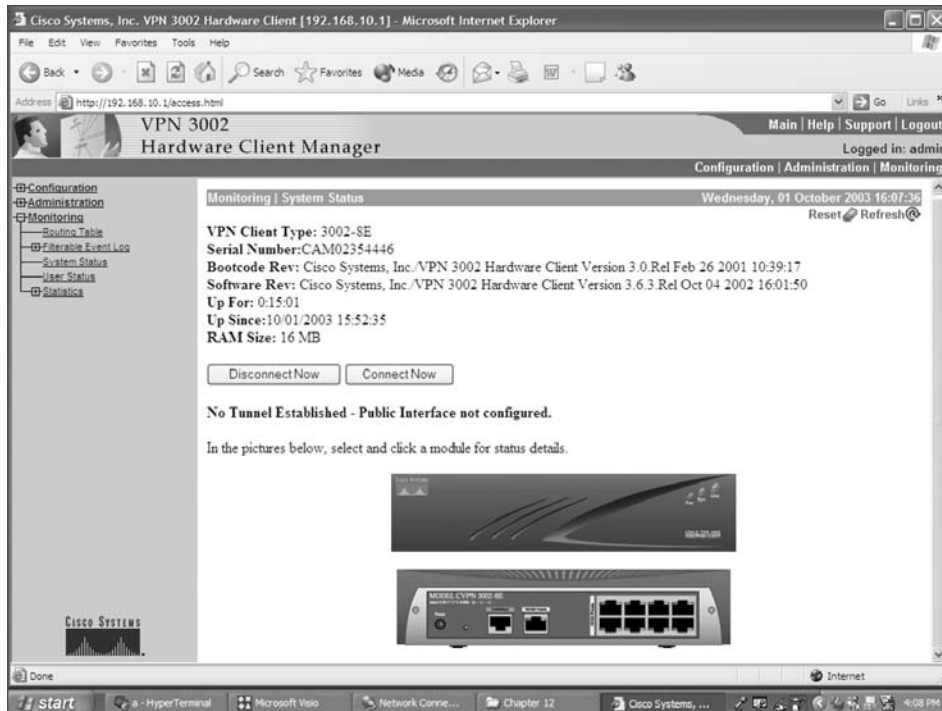 Cisco Systems, Inc. VPN 3002 Hardware Client [192.168.10.1] - Microsoft Internet Explorer
File Edit View Favorites Tools Help
Back Search Favorites Media
Address http://192.168.10.1/access.html Go Links
VPN 3002
Hardware Client Manager
Main | Help | Support | Logout
Logged in: admin
Configuration | Administration | Monitoring
Configuration
Administration
Monitoring
Routing Table
Filterable Event Log
System Status
User Status
Statistics
Monitoring | System Status Wednesday, 01 October 2003 16:07:36
Reset Refresh
VPN Client Type: 3002-8E
Serial Number:CAM02354446
Bootcode Rev: Cisco Systems, Inc./VPN 3002 Hardware Client Version 3.0.Rel Feb 26 2001 10:39:17
Software Rev: Cisco Systems, Inc./VPN 3002 Hardware Client Version 3.6.3.Rel Oct 04 2002 16:01:50
Up For: 0:15:01
Up Since:10/01/2003 15:52:35
RAM Size: 16 MB
Disconnect Now Connect Now
No Tunnel Established - Public Interface not configured.
In the pictures below, select and click a module for status details.
Cisco Systems
MODEL CVPN 3002-8E
CISCO SYSTEMS
Done Internet
start a - HyperTerminal Microsoft Visio Network Conne... Chapter 12 Cisco Systems, ... 4:08 PM